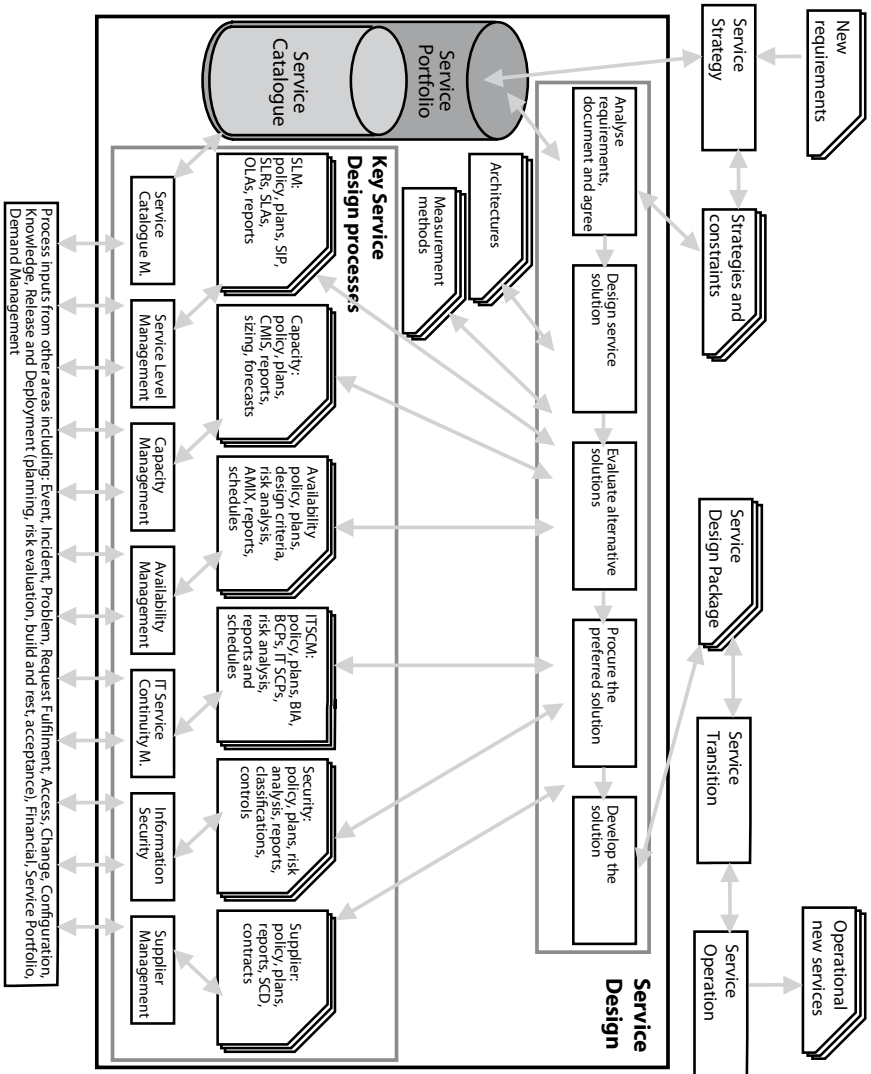 New
requirements
Service
Strategy
Strategies and
constraints
Service
Design Package
Service
Transition
Service
Operation
Operational
new services
Service
Design
Analyse
requirements,
document and agree
Design service
solution
Evaluate alternative
solutions
Procure the
preferred solution
Develop the
solution
Service
Portfolio
Service
Catalogue
Architectures
Measurement
methods
Key Service
Design processes
SLM:
policy, plans, SIP,
SLRs, SLAs,
OLAs, reports
Capacity:
policy, plans,
CMIS, reports,
sizing, forecasts
Availability
policy, plans,
design criteria,
risk analysis,
AMIX, reports,
schedules
ITSCM:
policy, plans, BIA,
BCPs, IT SCPs,
risk analysis,
reports and
schedules
Security:
policy, plans, risk
analysis, reports,
classifications,
controls
Supplier:
policy, plans,
reports, SCD,
contracts
Service
Catalogue M.
Service Level
Management
Capacity
Management
Availability
Management
IT Service
Continuity M.
Information
Security
Supplier
Management
Process inputs from other areas including: Event, Incident, Problem, Request Fulfilment, Access, Change, Configuration,
Knowledge, Release and Deployment (planning, risk evaluation, build and rest, acceptance), Financial, Service Portfolio,
Demand Management